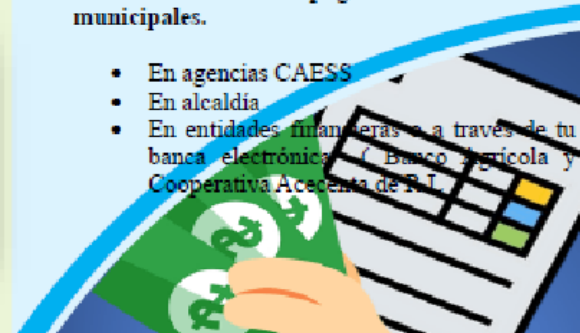 municipales.
• En agencias CAESS
• En alcaldía
• En entidades financieras o a través de tu
banca electrónica ( Banco Agrícola y
Cooperativa Acecenta de R.L